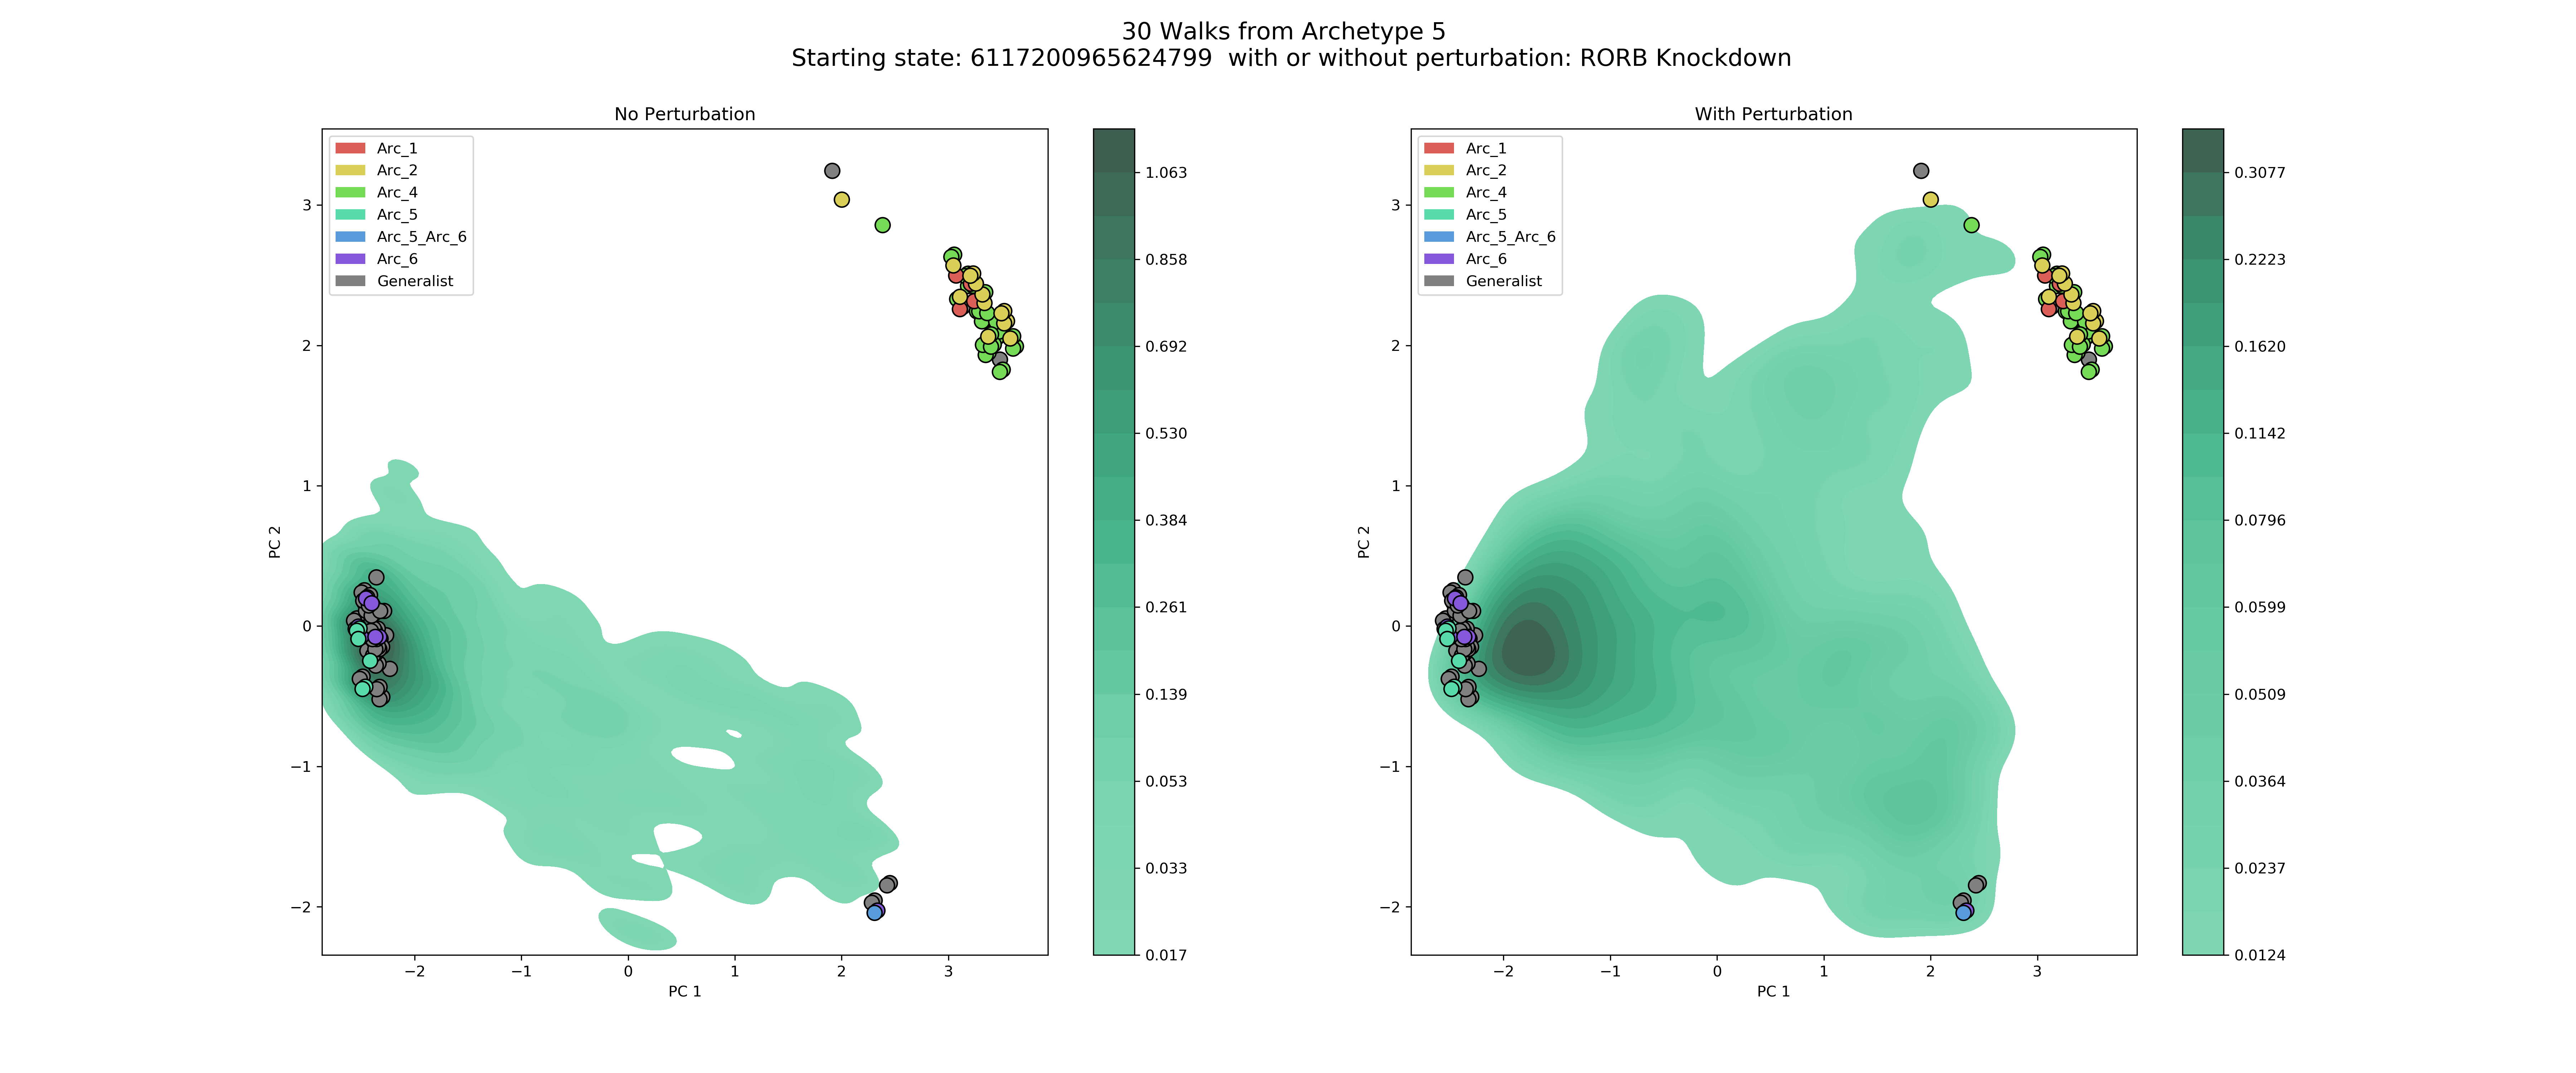 30 Walks from Archetype 5
Starting state: 6117200965624799  with or without perturbation: RORB Knockdown
No Perturbation
Arc_1
Arc_2
Arc_4
Arc_5
Arc_5_Arc_6
Arc_6
Generalist
3
2
1
0
−1
−2
PC 2
−2
−1
0
1
2
3
PC 1
1.063
0.858
0.692
0.530
0.384
0.261
0.139
0.053
0.033
0.017
With Perturbation
Arc_1
Arc_2
Arc_4
Arc_5
Arc_5_Arc_6
Arc_6
Generalist
3
2
1
0
−1
−2
PC 2
−2
−1
0
1
2
3
PC 1
0.3077
0.2223
0.1620
0.1142
0.0796
0.0599
0.0509
0.0364
0.0237
0.0124